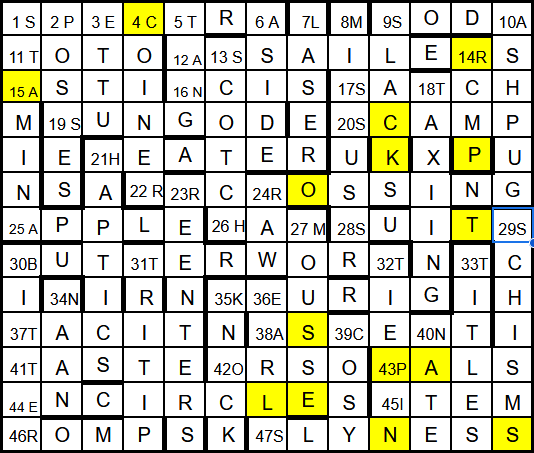 1 S 2 P 3 E 4 C 5 T R 6 A 7L 8M 9S O D 10A
11 T O T O 12 A 13 S A I L E 14R S
15 A S T I 16 N C I S 17S A 18T C H
M 19 S U N G O D E 20S C A M P
I E 21H E A T E R U K X P U
N S A 22 R 23R C 24R O S S I N G
25 A P P L E 26 H A 27 M 28S U I T 29S
30B U T 31T E R W O R 32T N 33T C
I 34N I R N 35K 36E U R I G I H
37T A C I T N 38A S 39C E 40N T I
41T A S T E 42O R S O 43P A L S
44 E N C I R C L E S 45I T E M
46R O M P S K 47S L Y N E S S